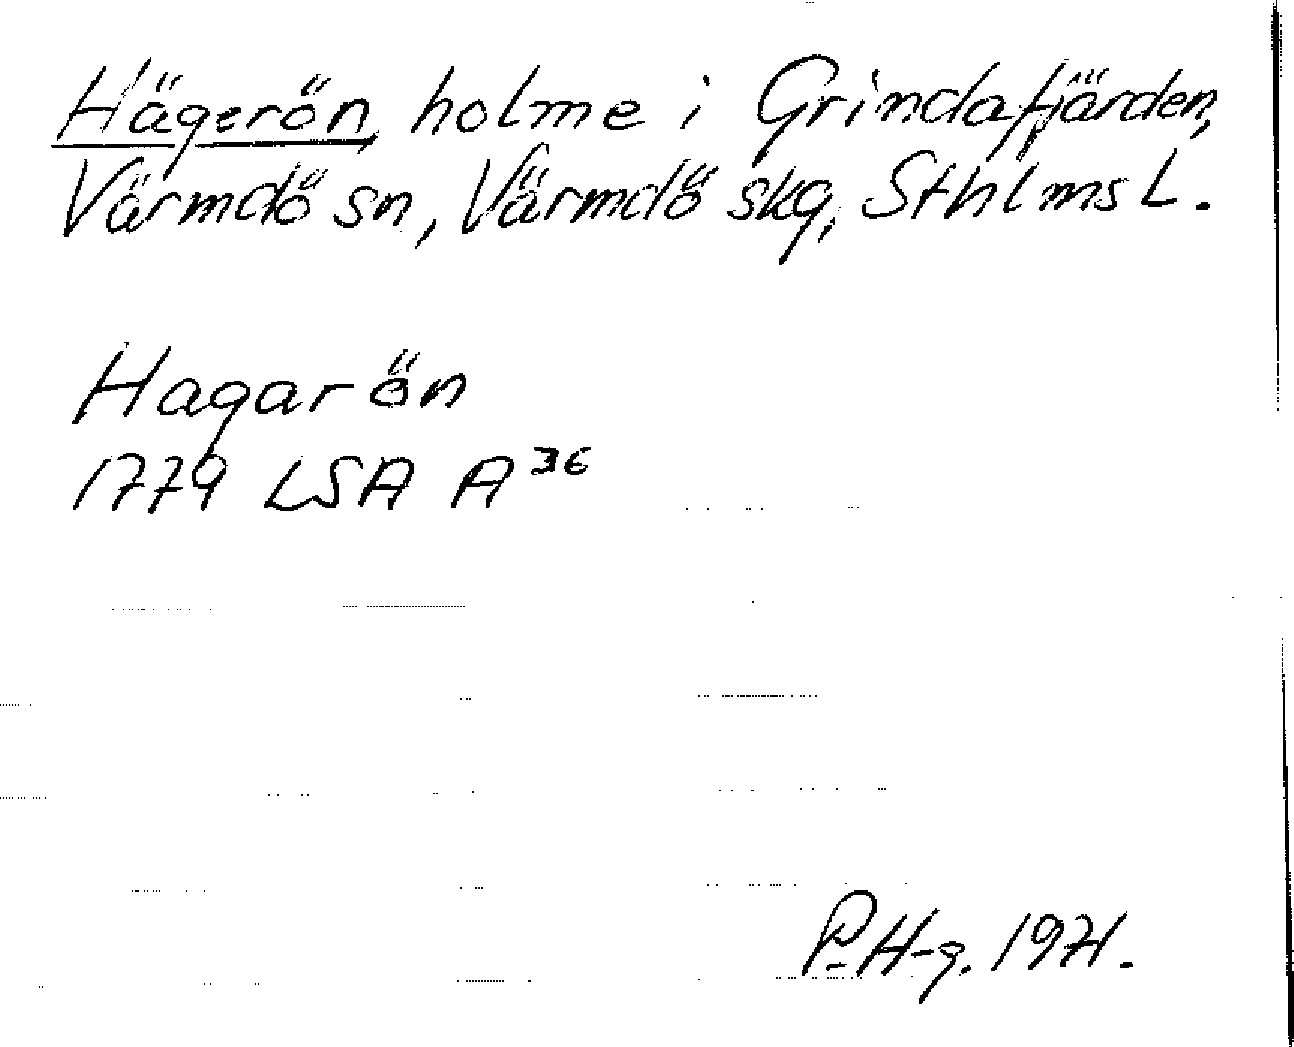 Hägerön, holme i Grindafjärden,
Värmdö sn, Värmdö skg, Sthlms L.
Hagarön
1779 LSA A³⁶
P-H-g. 1971.